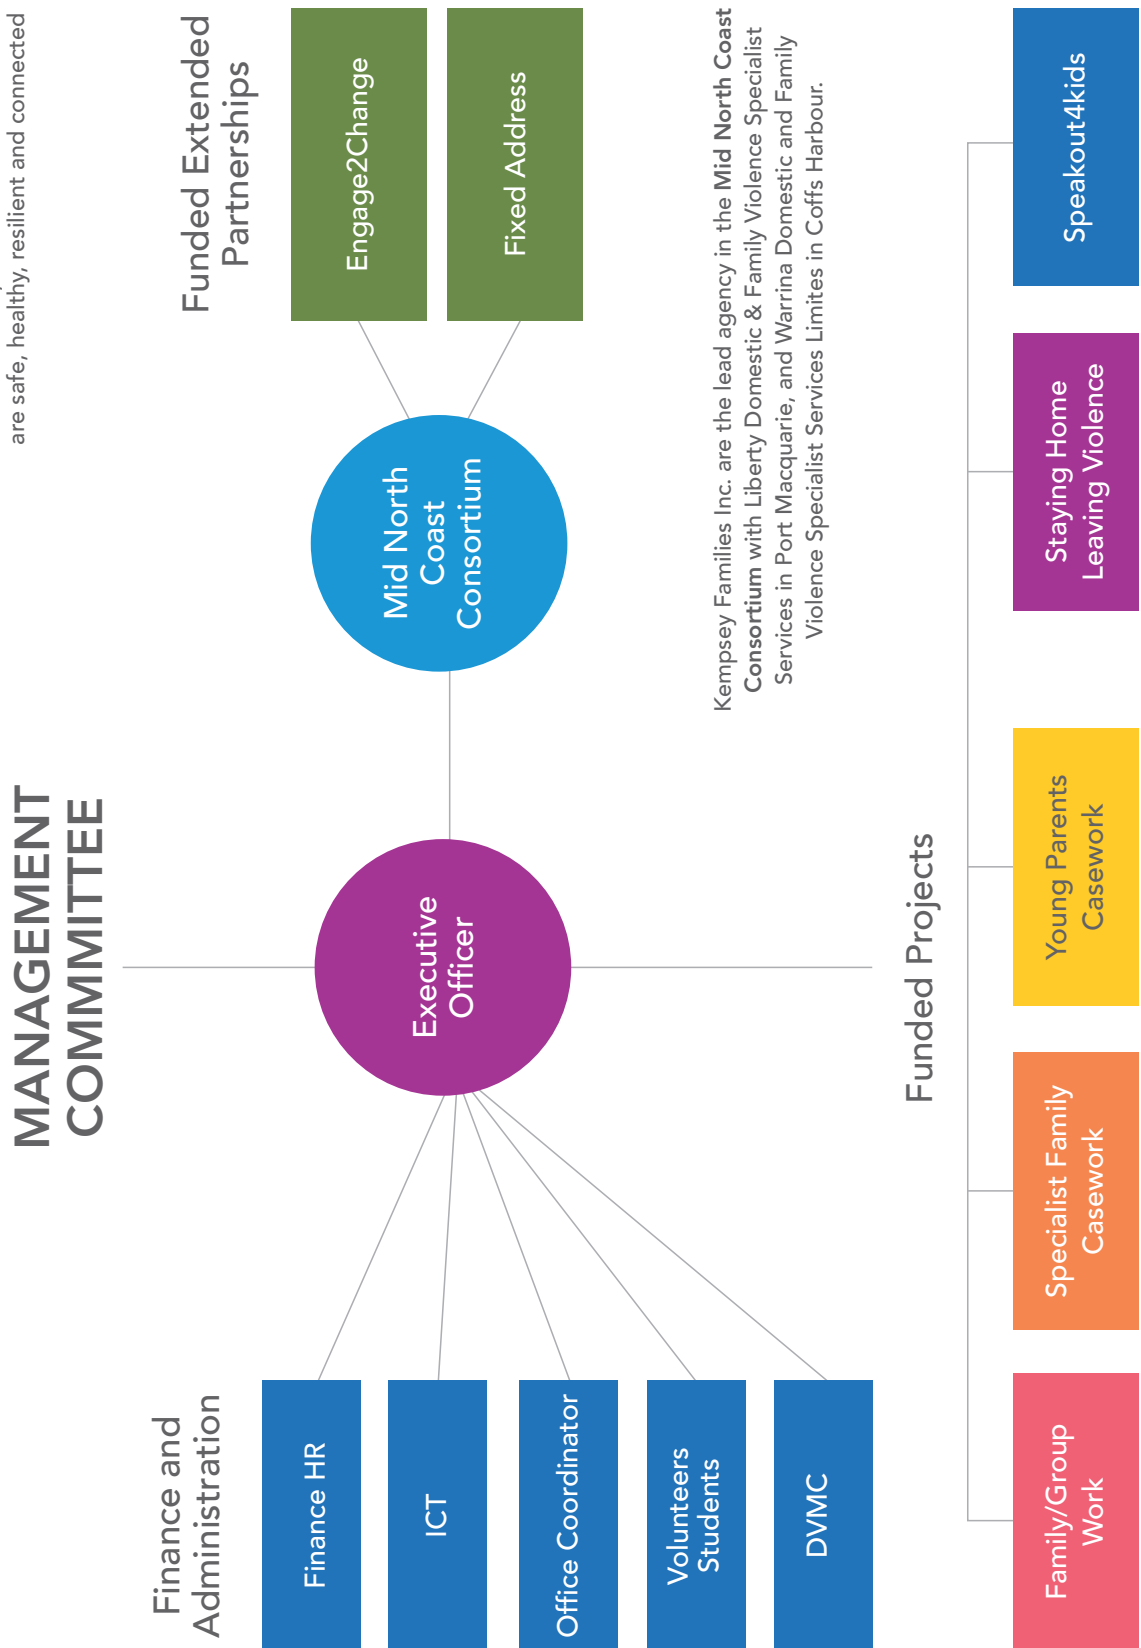 are safe, healthy, resilient and connected
MANAGEMENT
COMMMITTEE
Finance and
Administration
Finance HR
ICT
Office Coordinator
Volunteers
Students
DVMC
Executive
Officer
Mid North
Coast
Consortium
Funded Extended
Partnerships
Engage2Change
Fixed Address
Kempsey Families Inc. are the lead agency in the Mid North Coast
Consortium with Liberty Domestic & Family Violence Specialist
Services in Port Macquarie, and Warrina Domestic and Family
Violence Specialist Services Limites in Coffs Harbour.
Funded Projects
Family/Group
Work
Specialist Family
Casework
Young Parents
Casework
Staying Home
Leaving Violence
Speakout4kids